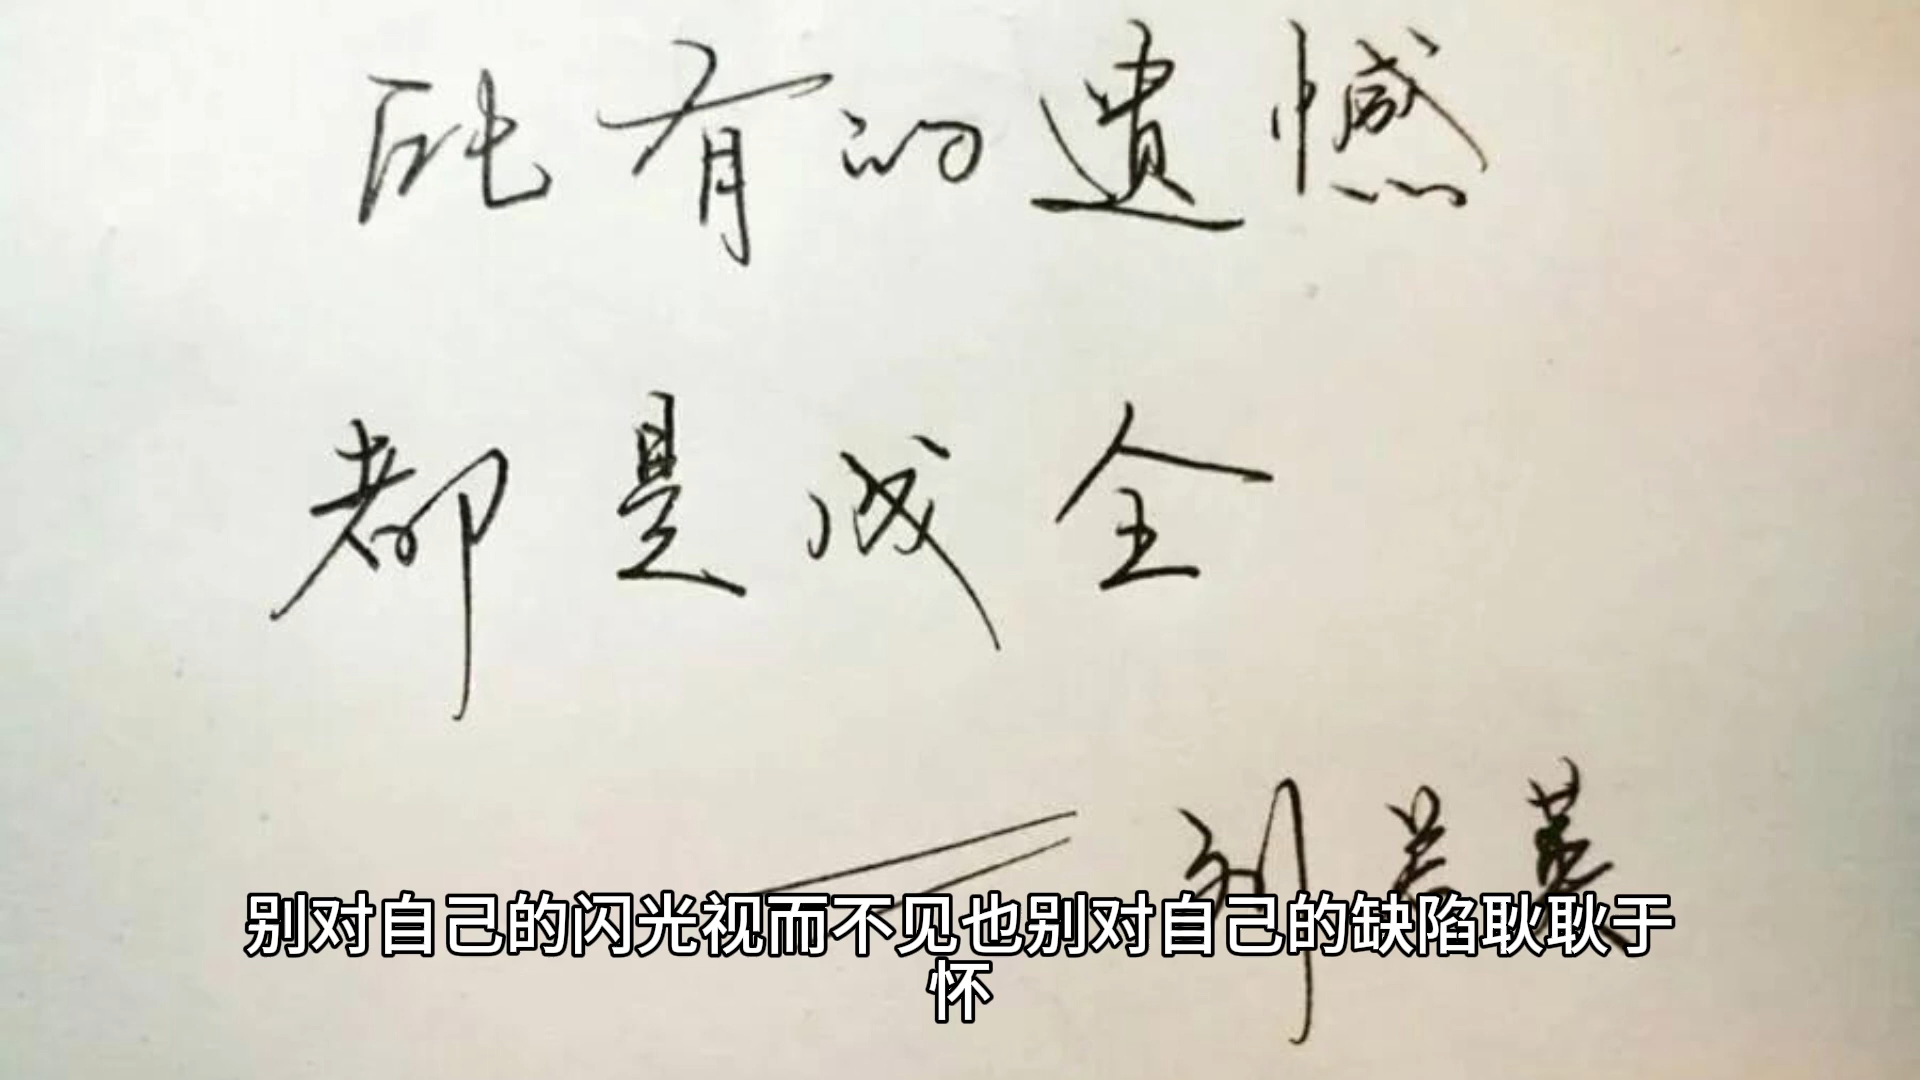 所有的遗憾
都是成全
—— 刘
别对自己的闪光视而不见也别对自己的缺陷耿耿于
怀